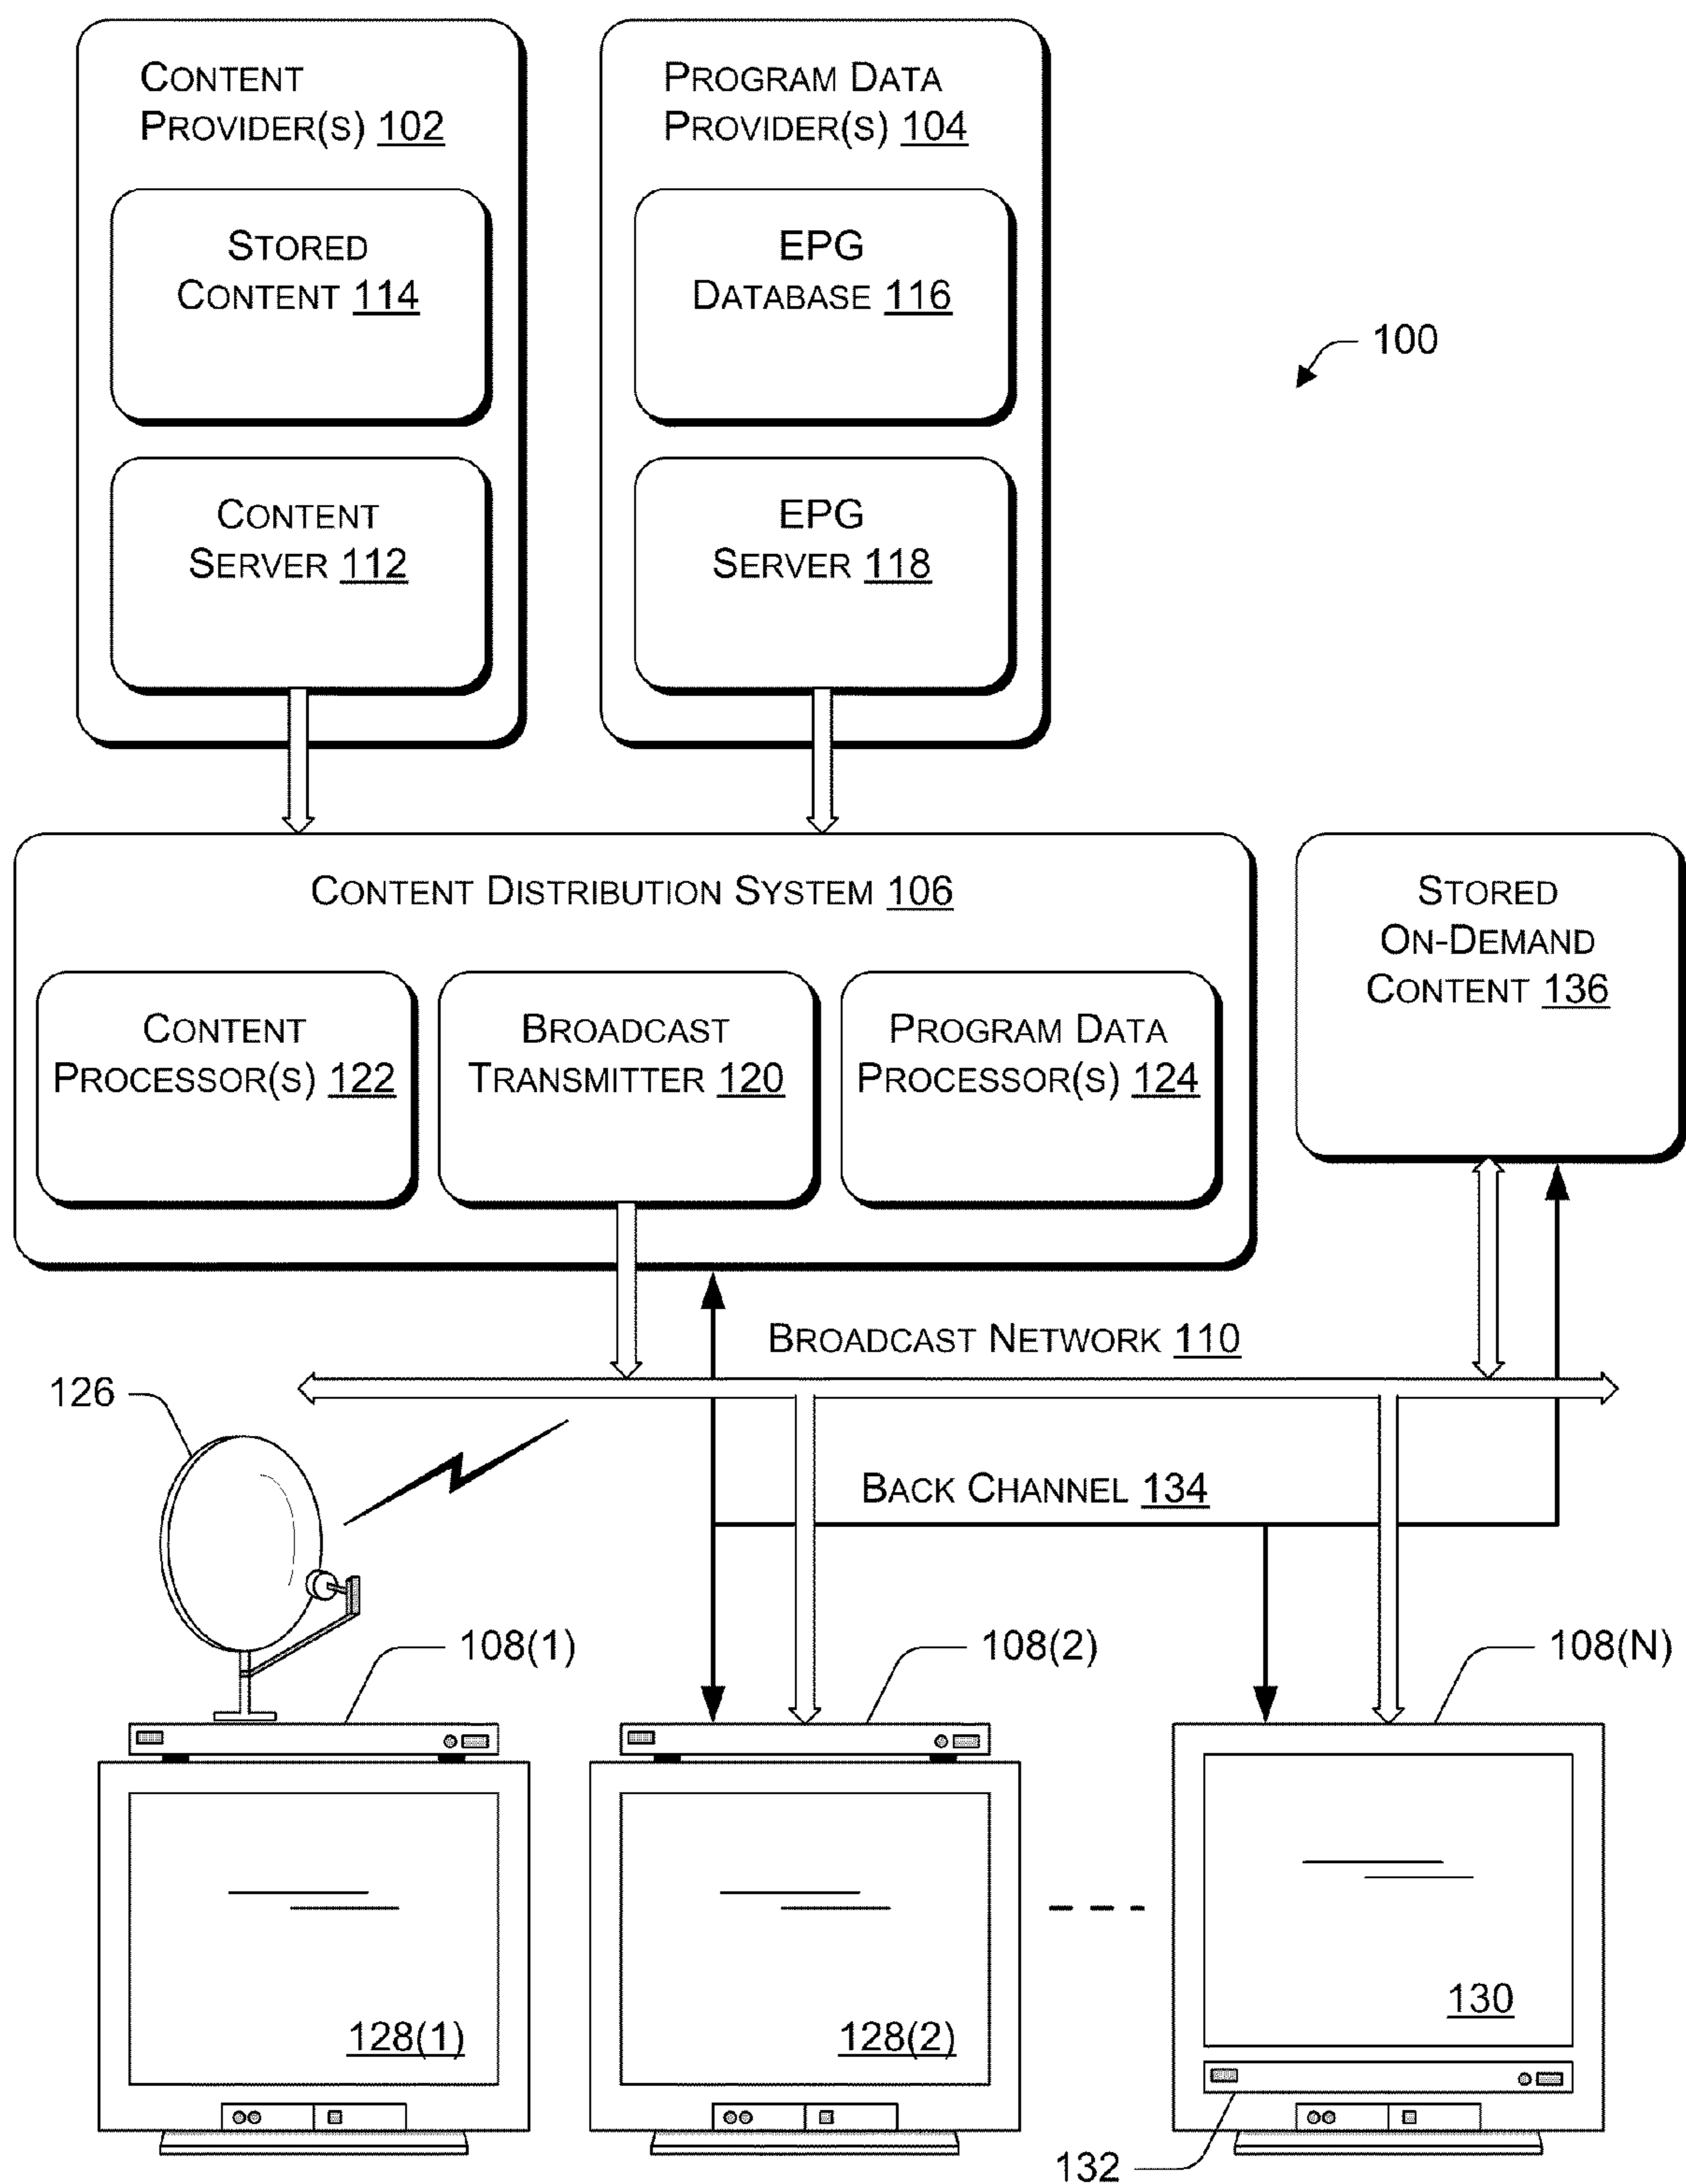 CONTENT
PROVIDER(S) 102
STORED
CONTENT 114
CONTENT
SERVER 112
PROGRAM DATA
PROVIDER(S) 104
EPG
DATABASE 116
EPG
SERVER 118
100
CONTENT DISTRIBUTION SYSTEM 106
CONTENT
PROCESSOR(S) 122
BROADCAST
TRANSMITTER 120
PROGRAM DATA
PROCESSOR(S) 124
STORED
ON-DEMAND
CONTENT 136
BROADCAST NETWORK 110
126
BACK CHANNEL 134
108(1)
108(2)
108(N)
128(1)
128(2)
130
132